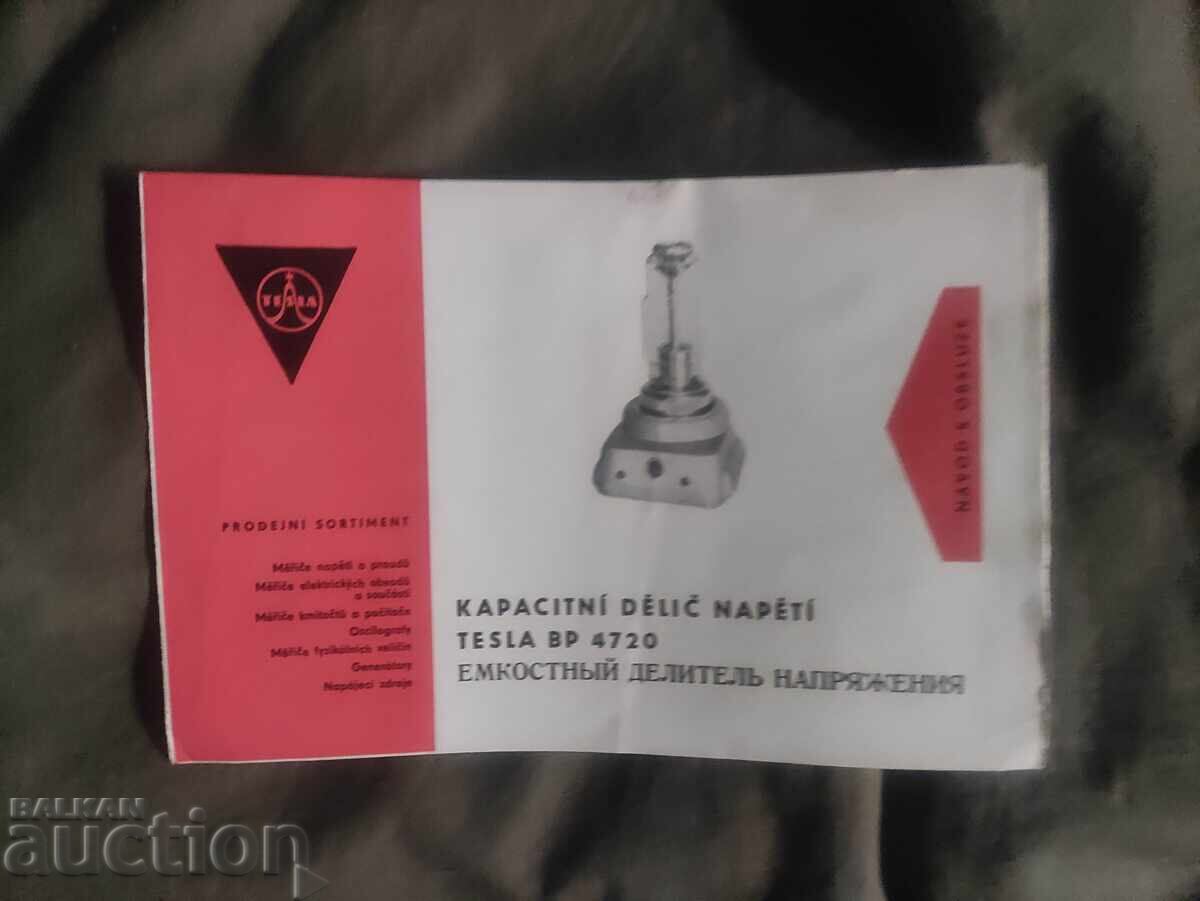 TESLA
PRODEJNÍ SORTIMENT
Měřiče napětí a proudů
Měřiče elektrických obvodů
a součástí
Měřiče kmitočtů a počítače
Oscilografy
Měřiče fyzikálních veličin
Generátory
Napájecí zdroje
KAPACITNÍ DĚLIČ NAPĚTÍ
TESLA BP 4720
ЕМКОСТНЫЙ ДЕЛИТЕЛЬ НАПРЯЖЕНИЯ
NÁVOD K OBSLUZE
BALKAN
auction